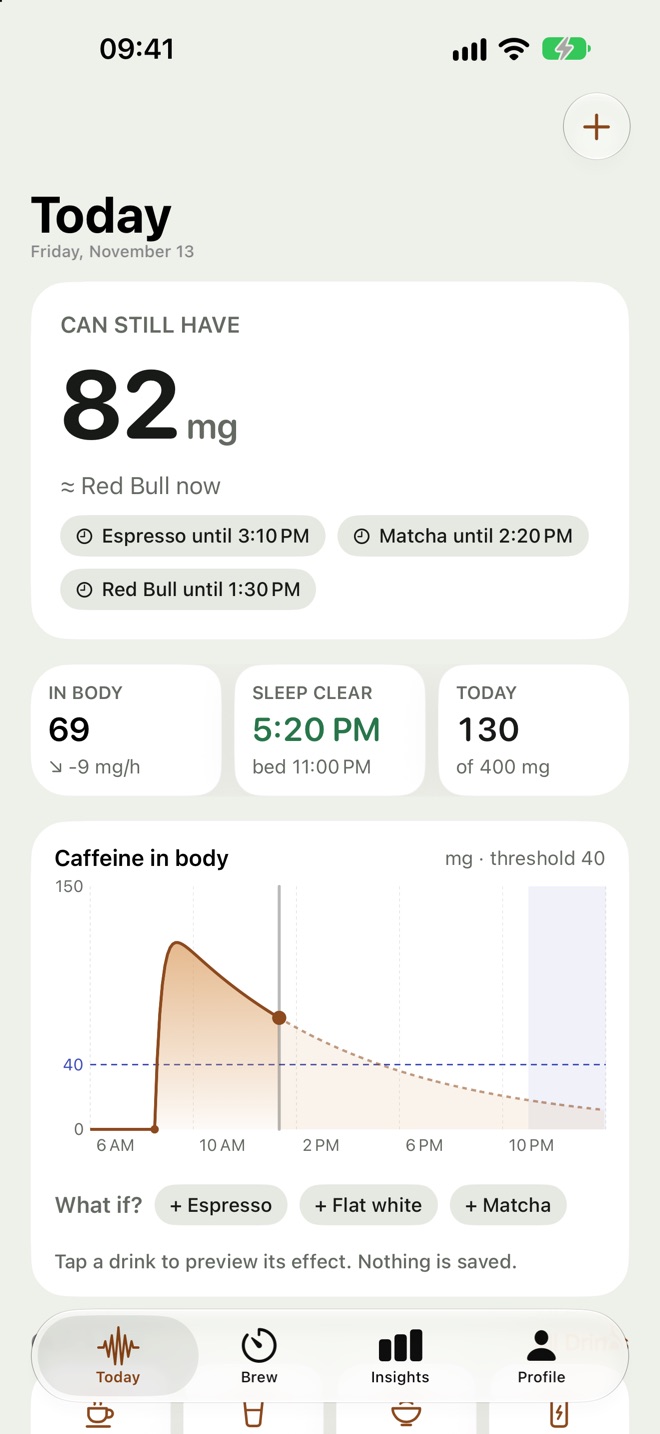 09:41
Today
Friday, November 13
CAN STILL HAVE
82 mg
≈ Red Bull now
Espresso until 3:10 PM
Matcha until 2:20 PM
Red Bull until 1:30 PM
IN BODY
69
↘ -9 mg/h
SLEEP CLEAR
5:20 PM
bed 11:00 PM
TODAY
130
of 400 mg
Caffeine in body
mg · threshold 40
150
40
0
6 AM
10 AM
2 PM
6 PM
10 PM
What if?
+ Espresso
+ Flat white
+ Matcha
Tap a drink to preview its effect. Nothing is saved.
Today
Brew
Insights
Profile